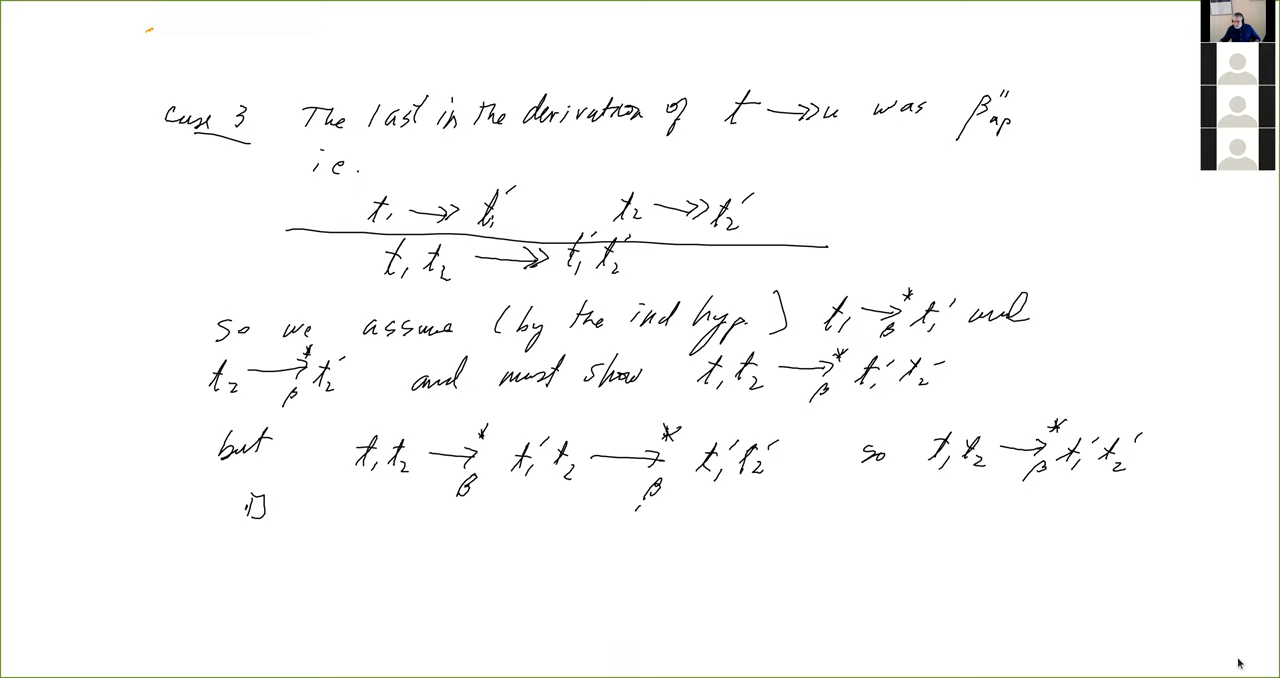 Case 3 The last in the derivation of t ↠ u was β″ap
ie.
t₁ ↠ t₁′ t₂ ↠ t₂′
t₁ t₂ ↠ t₁′ t₂′
So we assume (by the ind hyp.) t₁ →*β t₁′ and
t₂ →*β t₂′ and must show t₁ t₂ →*β t₁′ t₂′
but t₁ t₂ →*β t₁′ t₂ →*β t₁′ t₂′ so t₁ t₂ →*β t₁′ t₂′
□